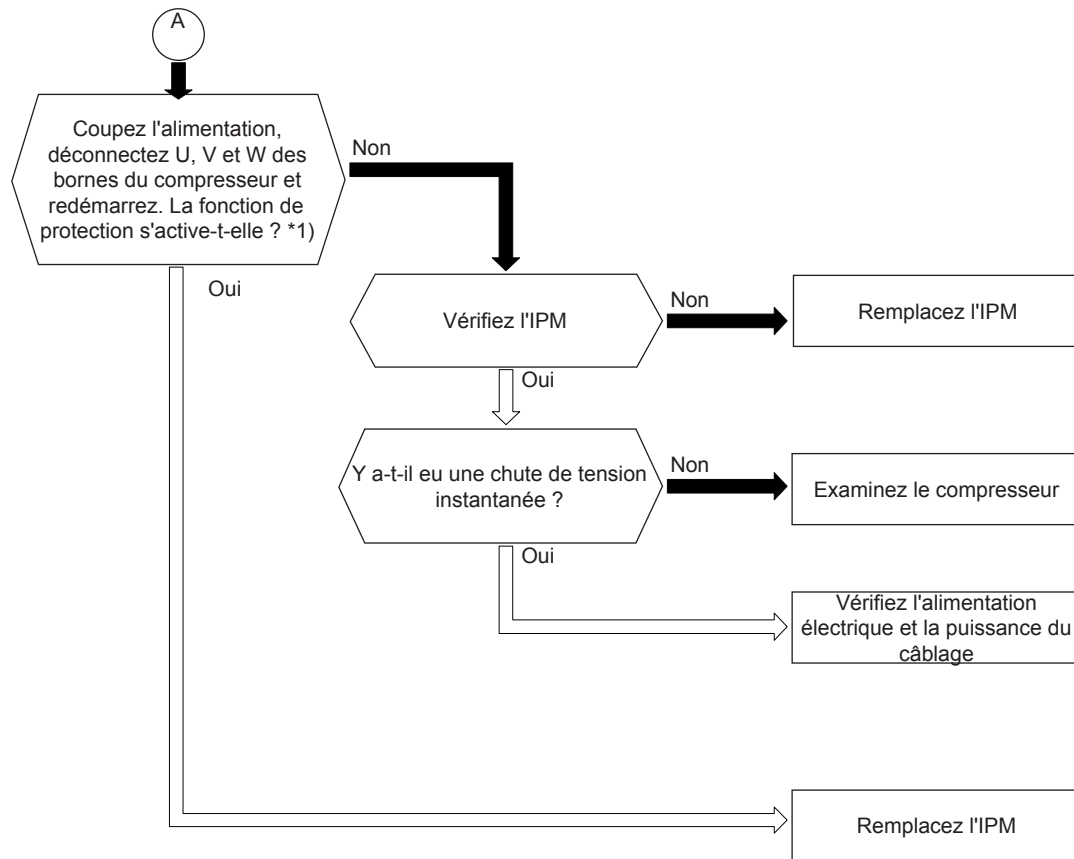 A
Coupez l'alimentation,
déconnectez U, V et W des
bornes du compresseur et
redémarrez. La fonction de
protection s'active-t-elle ? *1)
Non
Oui
Vérifiez l'IPM
Non
Remplacez l'IPM
Oui
Y a-t-il eu une chute de tension
instantanée ?
Non
Examinez le compresseur
Oui
Vérifiez l'alimentation
électrique et la puissance du
câblage
Remplacez l'IPM